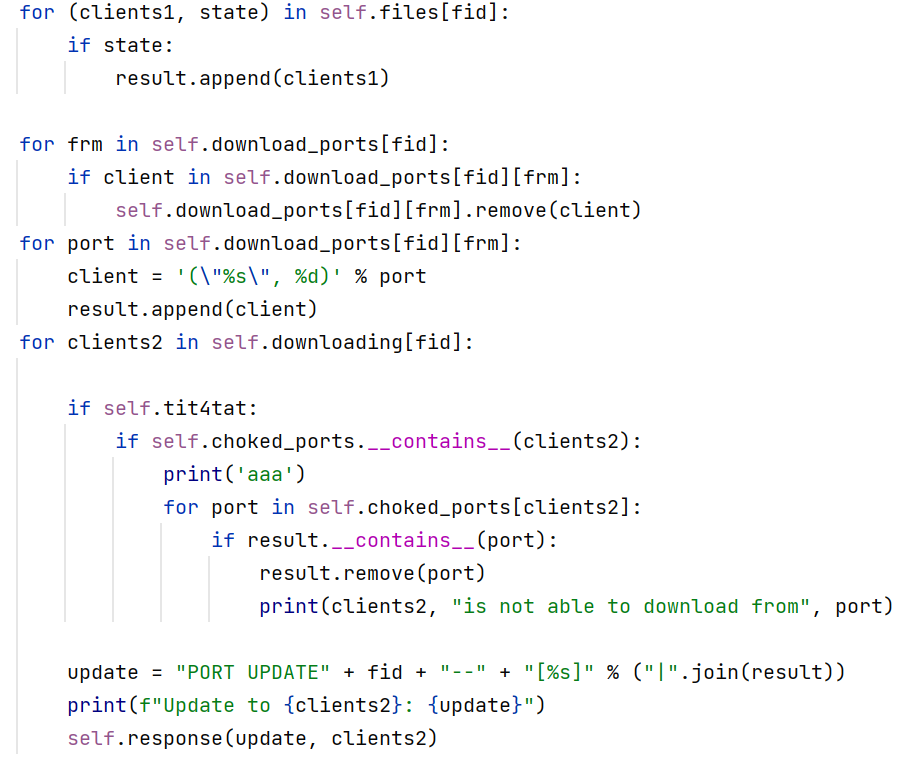 for (clients1, state) in self.files[fid]:
    if state:
        result.append(clients1)

for frm in self.download_ports[fid]:
    if client in self.download_ports[fid][frm]:
        self.download_ports[fid][frm].remove(client)
for port in self.download_ports[fid][frm]:
    client = '(\"%s\", %d)' % port
    result.append(client)
for clients2 in self.downloading[fid]:

    if self.tit4tat:
        if self.choked_ports.__contains__(clients2):
            print('aaa')
            for port in self.choked_ports[clients2]:
                if result.__contains__(port):
                    result.remove(port)
                    print(clients2, "is not able to download from", port)

    update = "PORT UPDATE" + fid + "--" + "[%s]" % ("|".join(result))
    print(f"Update to {clients2}: {update}")
    self.response(update, clients2)